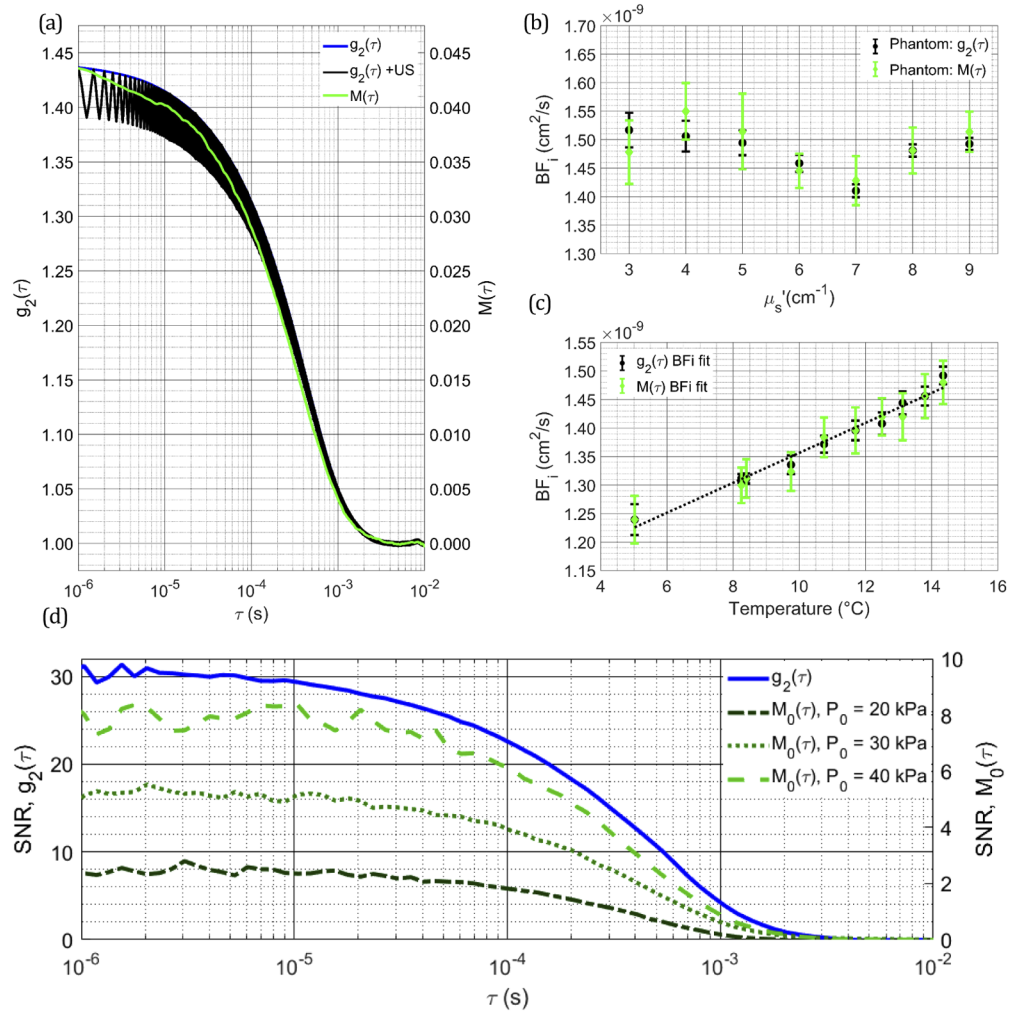 (a)
g₂(τ)
g₂(τ) +US
M(τ)
1.45
1.40
1.35
1.30
1.25
1.20
1.15
1.10
1.05
1.00
g₂(τ)
0.045
0.040
0.035
0.030
0.025
0.020
0.015
0.010
0.005
0.000
M(τ)
10⁻⁶ 10⁻⁵ 10⁻⁴ 10⁻³ 10⁻²
τ (s)
(b)
×10⁻⁹
1.70
1.65
1.60
1.55
1.50
1.45
1.40
1.35
1.30
BFᵢ (cm²/s)
Phantom: g₂(τ)
Phantom: M(τ)
3 4 5 6 7 8 9
μₛ'(cm⁻¹)
(c)
×10⁻⁹
1.55
1.50
1.45
1.40
1.35
1.30
1.25
1.20
1.15
BFᵢ (cm²/s)
g₂(τ) BFi fit
M(τ) BFi fit
4 6 8 10 12 14 16
Temperature (°C)
(d)
30
20
10
0
SNR, g₂(τ)
g₂(τ)
M₀(τ), P₀ = 20 kPa
M₀(τ), P₀ = 30 kPa
M₀(τ), P₀ = 40 kPa
10
8
6
4
2
0
SNR, M₀(τ)
10⁻⁶ 10⁻⁵ 10⁻⁴ 10⁻³ 10⁻²
τ (s)